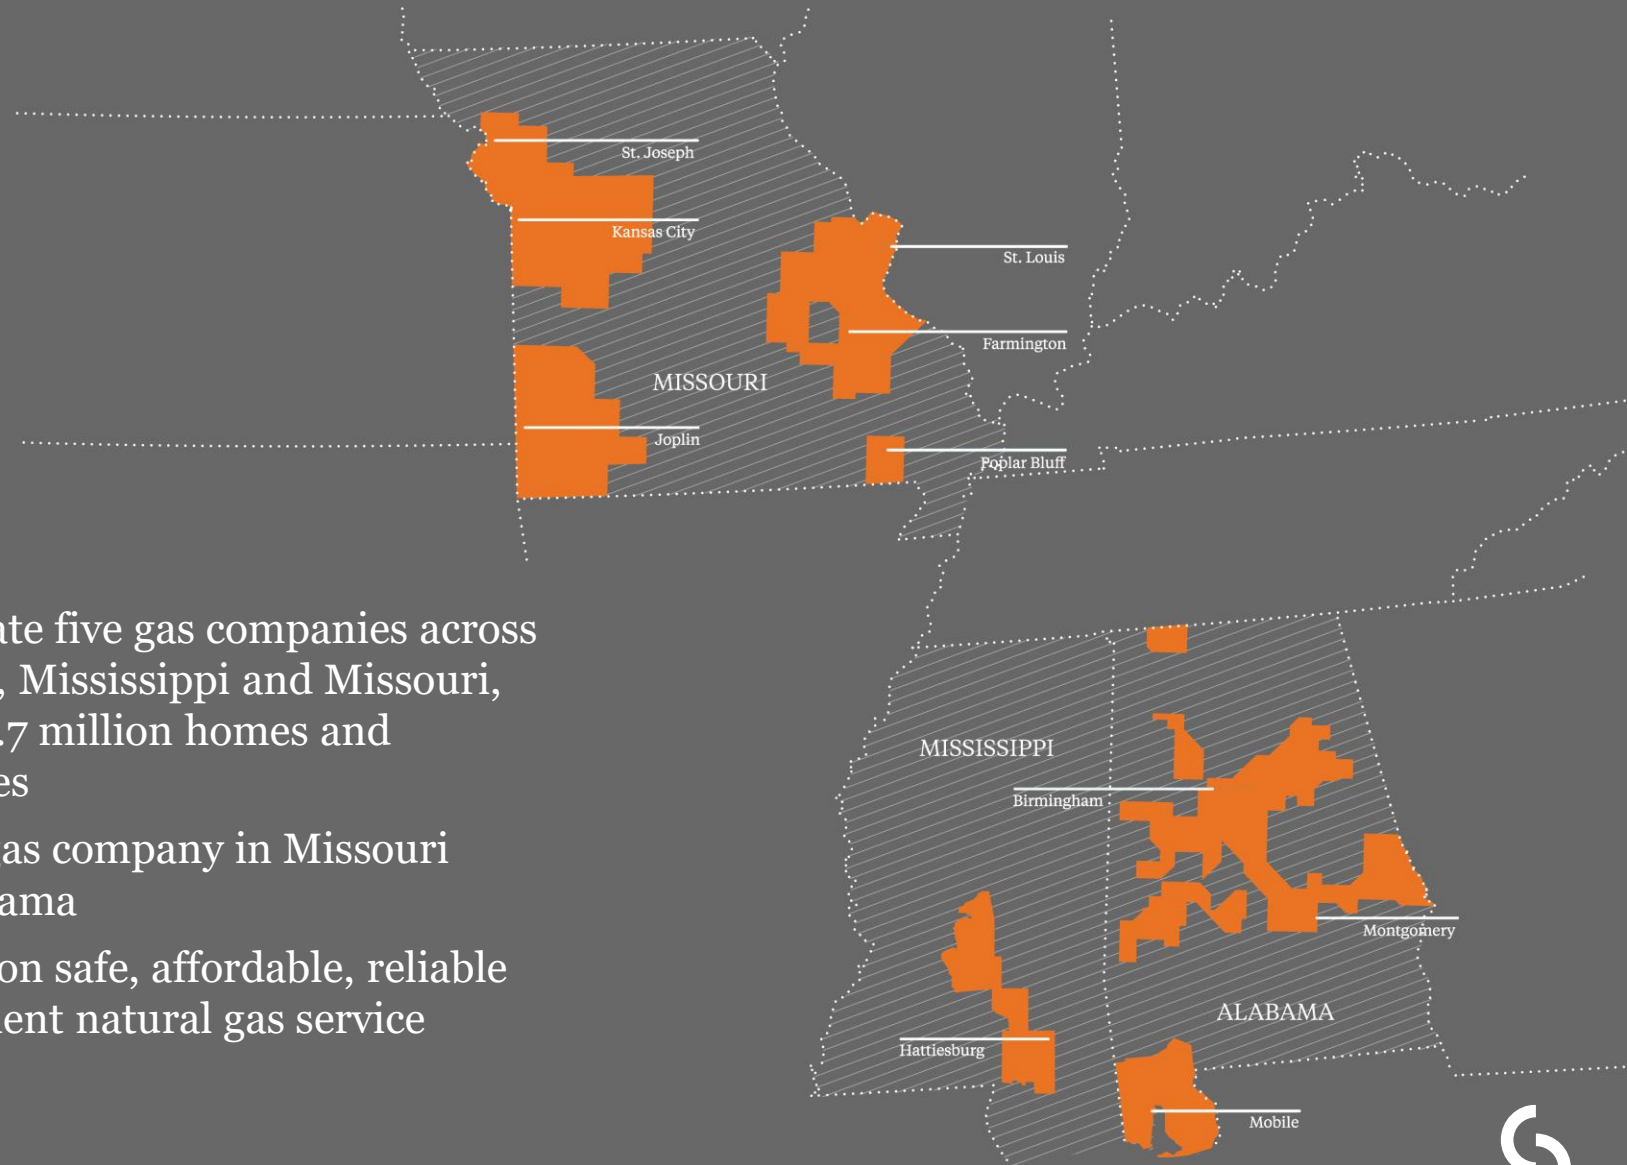 St. Joseph
Kansas City
St. Louis
Farmington
MISSOURI
Joplin
Poplar Bluff
ate five gas companies across
, Mississippi and Missouri,
.7 million homes and
es
gas company in Missouri
ama
on safe, affordable, reliable
ent natural gas service
MISSISSIPPI
Birmingham
Montgomery
ALABAMA
Hattiesburg
Mobile